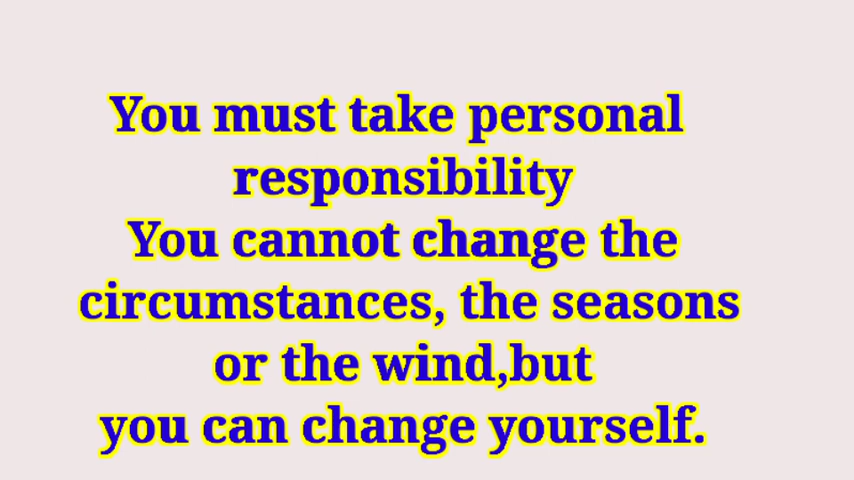 You must take personal
responsibility
You cannot change the
circumstances, the seasons
or the wind,but
you can change yourself.